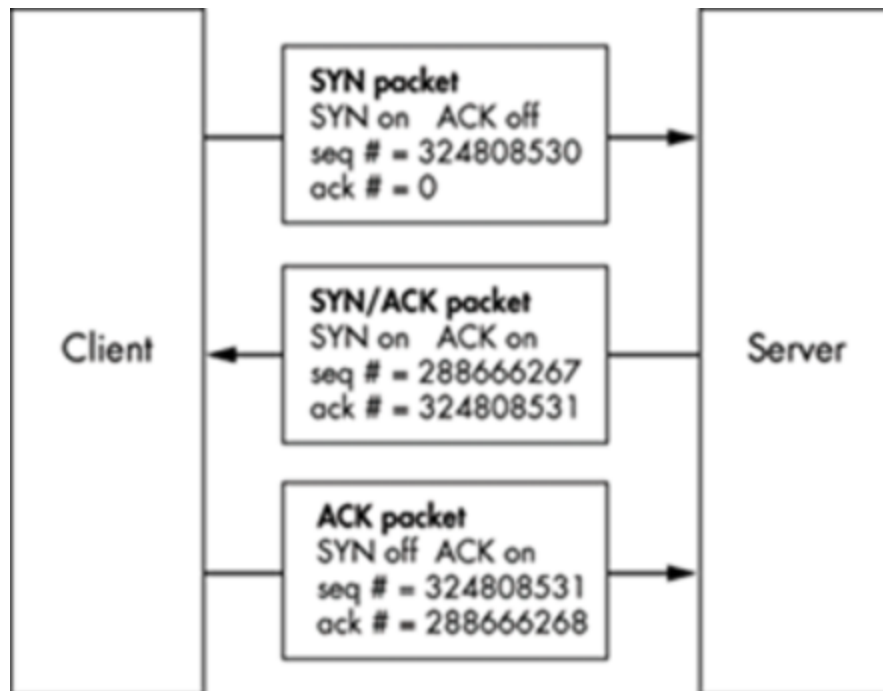 SYN packet
SYN on ACK off
seq # = 324808530
ack # = 0
SYN/ACK packet
SYN on ACK on
seq # = 288666267
ack # = 324808531
Client
Server
ACK packet
SYN off ACK on
seq # = 324808531
ack # = 288666268